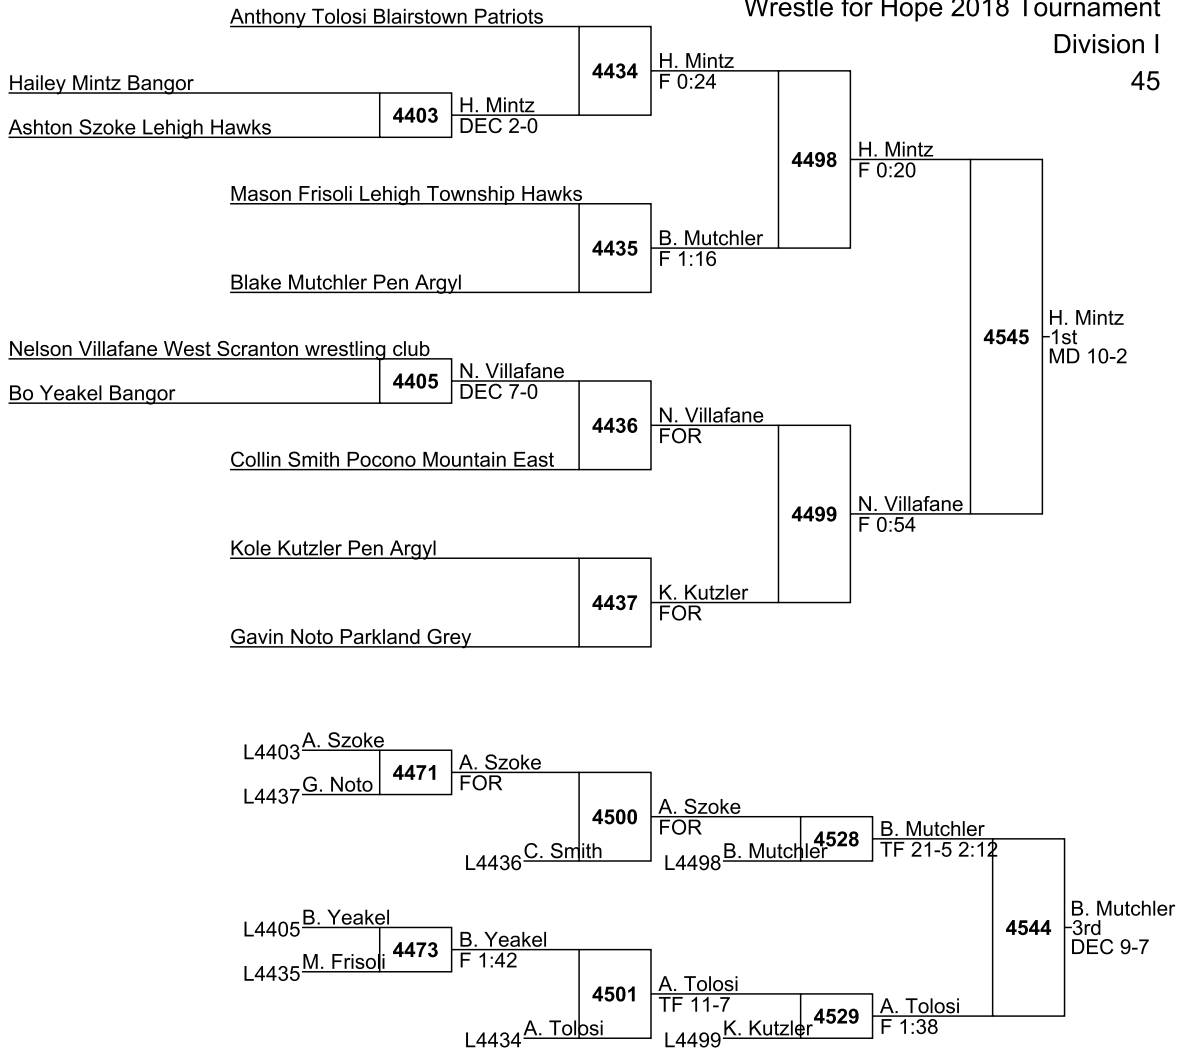 Wrestle for Hope 2018 Tournament
Division I
45
Anthony Tolosi Blairstown Patriots
4434
H. Mintz
F 0:24
Hailey Mintz Bangor
4403
H. Mintz
DEC 2-0
Ashton Szoke Lehigh Hawks
4498
H. Mintz
F 0:20
Mason Frisoli Lehigh Township Hawks
4435
B. Mutchler
F 1:16
Blake Mutchler Pen Argyl
4545
H. Mintz
1st
MD 10-2
Nelson Villafane West Scranton wrestling club
4405
N. Villafane
DEC 7-0
Bo Yeakel Bangor
4436
N. Villafane
FOR
Collin Smith Pocono Mountain East
4499
N. Villafane
F 0:54
Kole Kutzler Pen Argyl
4437
K. Kutzler
FOR
Gavin Noto Parkland Grey
L4403 A. Szoke
4471
A. Szoke
FOR
L4437 G. Noto
4500
A. Szoke
FOR
L4436 C. Smith
L4498 B. Mutchler
4528
B. Mutchler
TF 21-5 2:12
L4405 B. Yeakel
4473
B. Yeakel
F 1:42
L4435 M. Frisoli
4544
B. Mutchler
3rd
DEC 9-7
4501
A. Tolosi
TF 11-7
L4434 A. Tolosi
L4499 K. Kutzler
4529
A. Tolosi
F 1:38